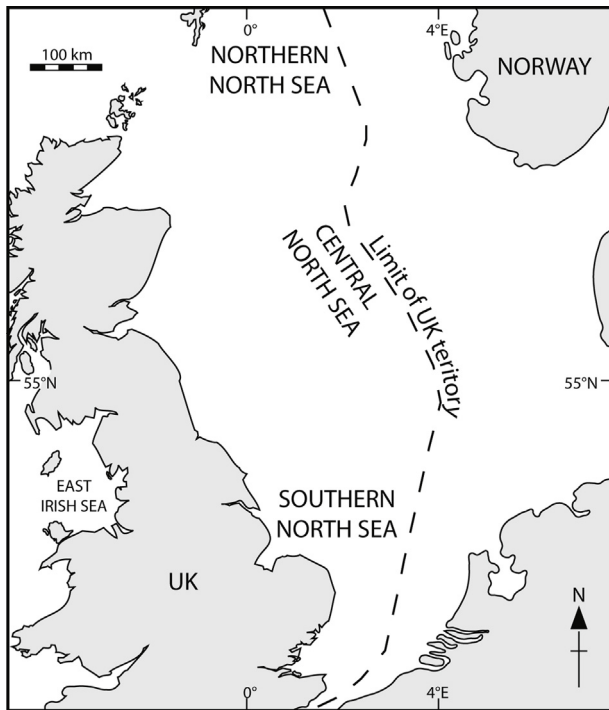 0°
4°E
100 km
NORTHERN
NORTH SEA
NORWAY
CENTRAL
NORTH SEA
Limit of UK teritory
55°N
55°N
EAST
IRISH SEA
SOUTHERN
NORTH SEA
UK
N
0°
4°E